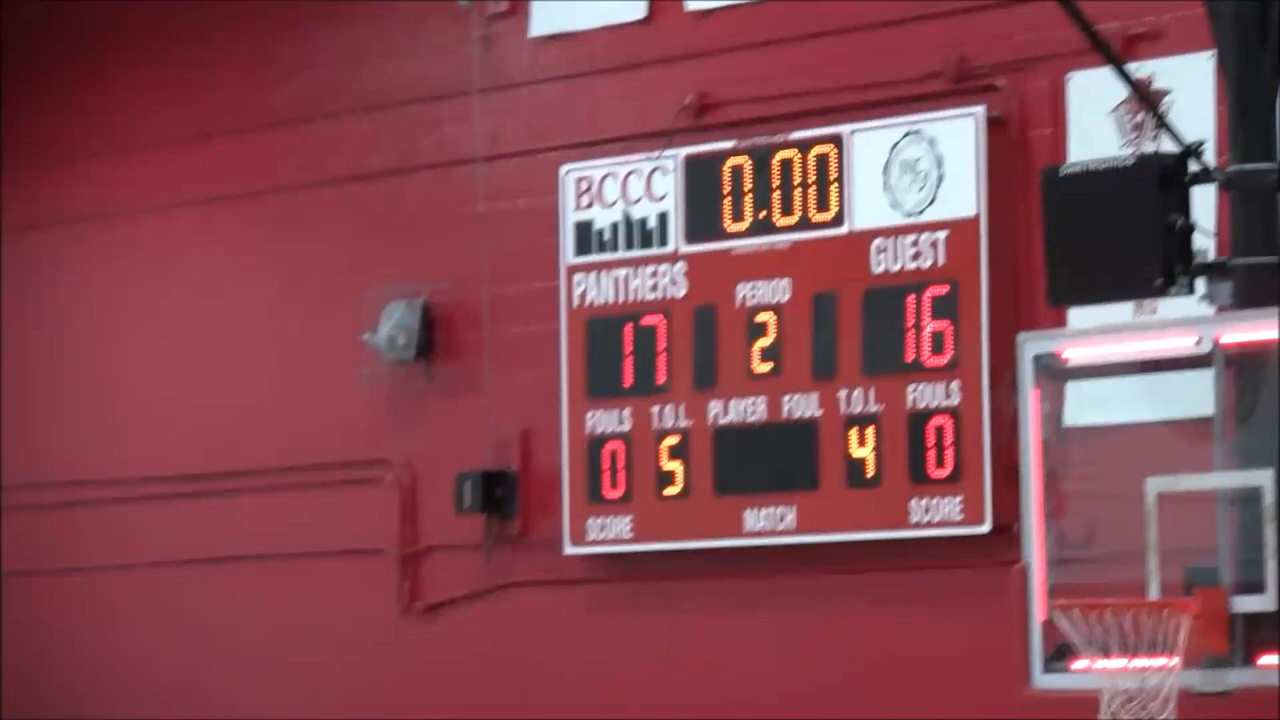 BCCC 0.00
PANTHERS GUEST
PERIOD
17 2 16
FOULS T.O.L. PLAYER FOUL T.O.L. FOULS
0 5 4 0
SCORE MATCH SCORE